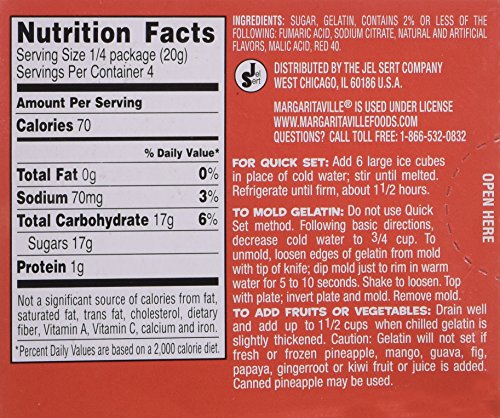 Nutrition Facts
Serving Size 1/4 package (20g)
Servings Per Container 4
Amount Per Serving
Calories 70
% Daily Value*
Total Fat 0g 0%
Sodium 70mg 3%
Total Carbohydrate 17g 6%
Sugars 17g
Protein 1g
Not a significant source of calories from fat,
saturated fat, trans fat, cholesterol, dietary
fiber, Vitamin A, Vitamin C, calcium and iron.
*Percent Daily Values are based on a 2,000 calorie diet.
INGREDIENTS: SUGAR, GELATIN, CONTAINS 2% OR LESS OF THE
FOLLOWING: FUMARIC ACID, SODIUM CITRATE, NATURAL AND ARTIFICIAL
FLAVORS, MALIC ACID, RED 40.
Jel
Sert
DISTRIBUTED BY THE JEL SERT COMPANY
WEST CHICAGO, IL 60186 U.S.A.
MARGARITAVILLE® IS USED UNDER LICENSE
WWW.MARGARITAVILLEFOODS.COM
QUESTIONS? CALL TOLL FREE: 1-866-532-0832
FOR QUICK SET: Add 6 large ice cubes
in place of cold water; stir until melted.
Refrigerate until firm, about 1 1/2 hours.
TO MOLD GELATIN: Do not use Quick
Set method. Following basic directions,
decrease cold water to 3/4 cup. To
unmold, loosen edges of gelatin from mold
with tip of knife; dip mold just to rim in warm
water for 5 to 10 seconds. Shake to loosen. Top
with plate; invert plate and mold. Remove mold.
TO ADD FRUITS OR VEGETABLES: Drain well
and add up to 1 1/2 cups when chilled gelatin is
slightly thickened. Caution: Gelatin will not set if
fresh or frozen pineapple, mango, guava, fig,
papaya, gingerroot or kiwi fruit or juice is added.
Canned pineapple may be used.
OPEN HERE